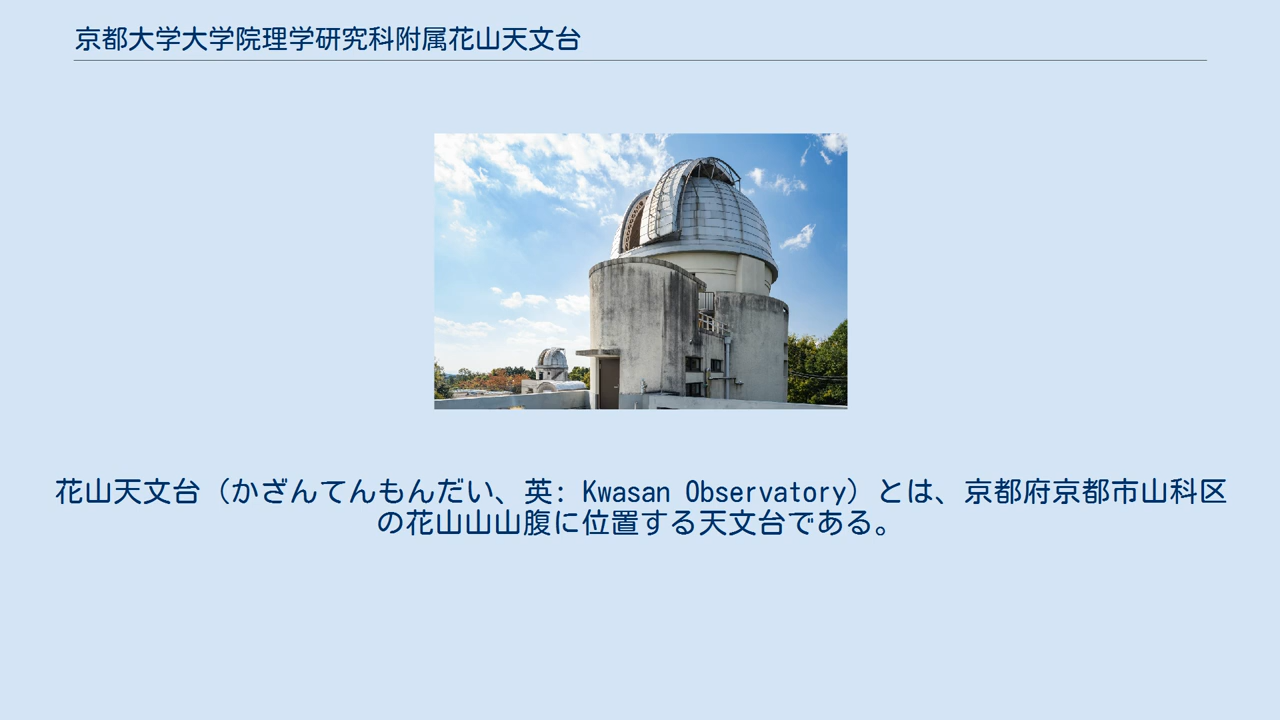 京都大学大学院理学研究科附属花山天文台
花山天文台（かざんてんもんだい、英: Kwasan Observatory）とは、京都府京都市山科区
の花山山山腹に位置する天文台である。